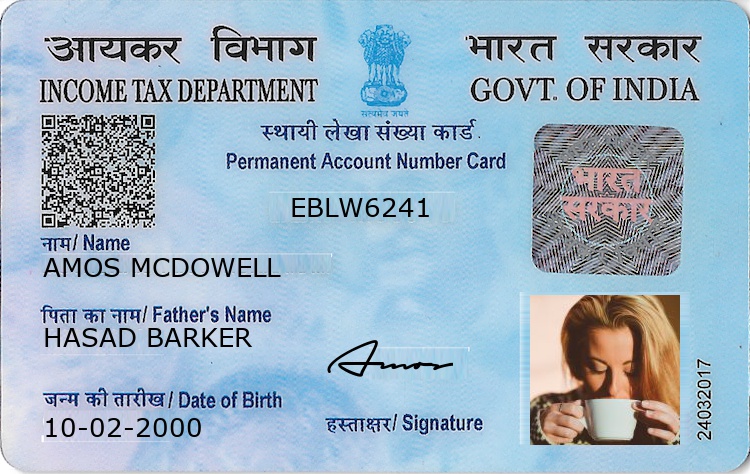 आयकर विभाग
भारत सरकार
INCOME TAX DEPARTMENT
GOVT. OF INDIA
सत्यमेव जयते
स्थायी लेखा संख्या कार्ड
Permanent Account Number Card
EBLW6241
भारत
सरकार
नाम/ Name
AMOS MCDOWELL
पिता का नाम/ Father's Name
HASAD BARKER
Amos
जन्म की तारीख/ Date of Birth
10-02-2000
हस्ताक्षर/ Signature
24032017